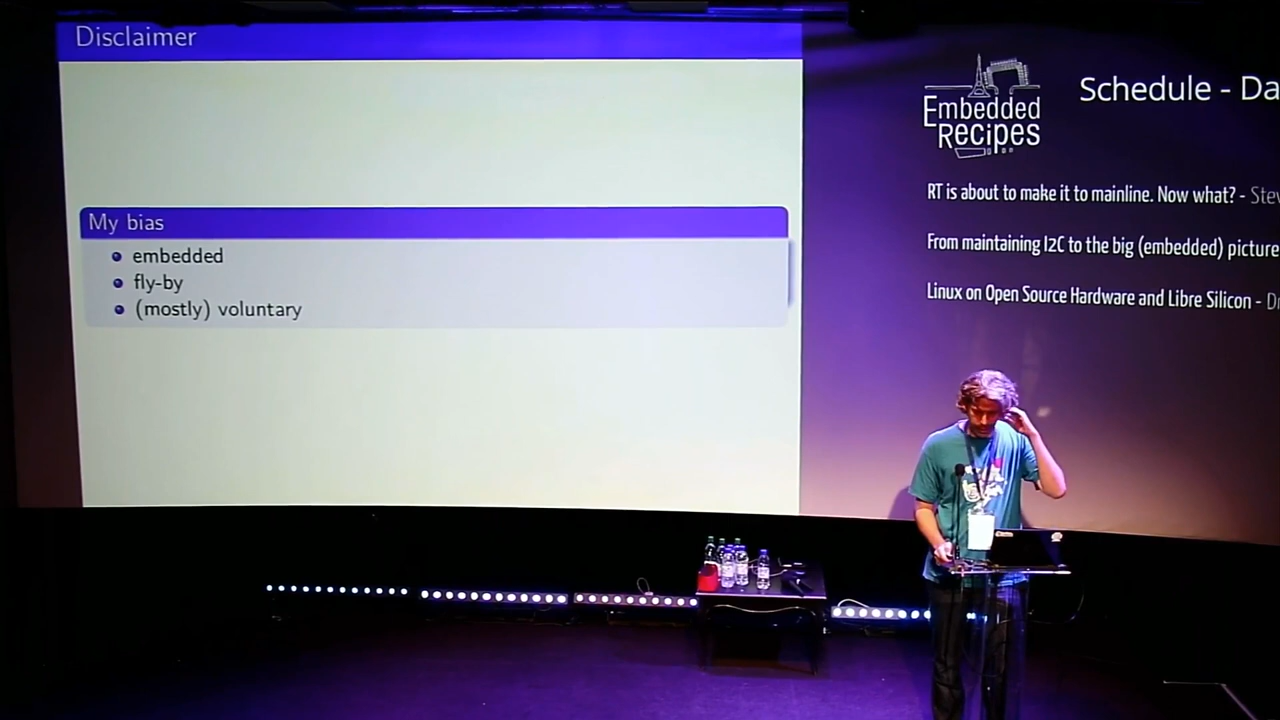 Disclaimer
My bias
embedded
fly-by
(mostly) voluntary
Embedded
Recipes
Schedule - Da
RT is about to make it to mainline. Now what? - Stev
From maintaining I2C to the big (embedded) picture
Linux on Open Source Hardware and Libre Silicon - Dr